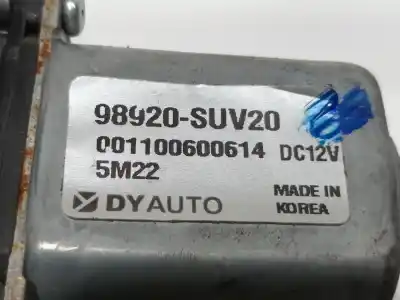 98920-SUV20
001100600614 DC12V
5M22
MADE IN
KOREA
DYAUTO